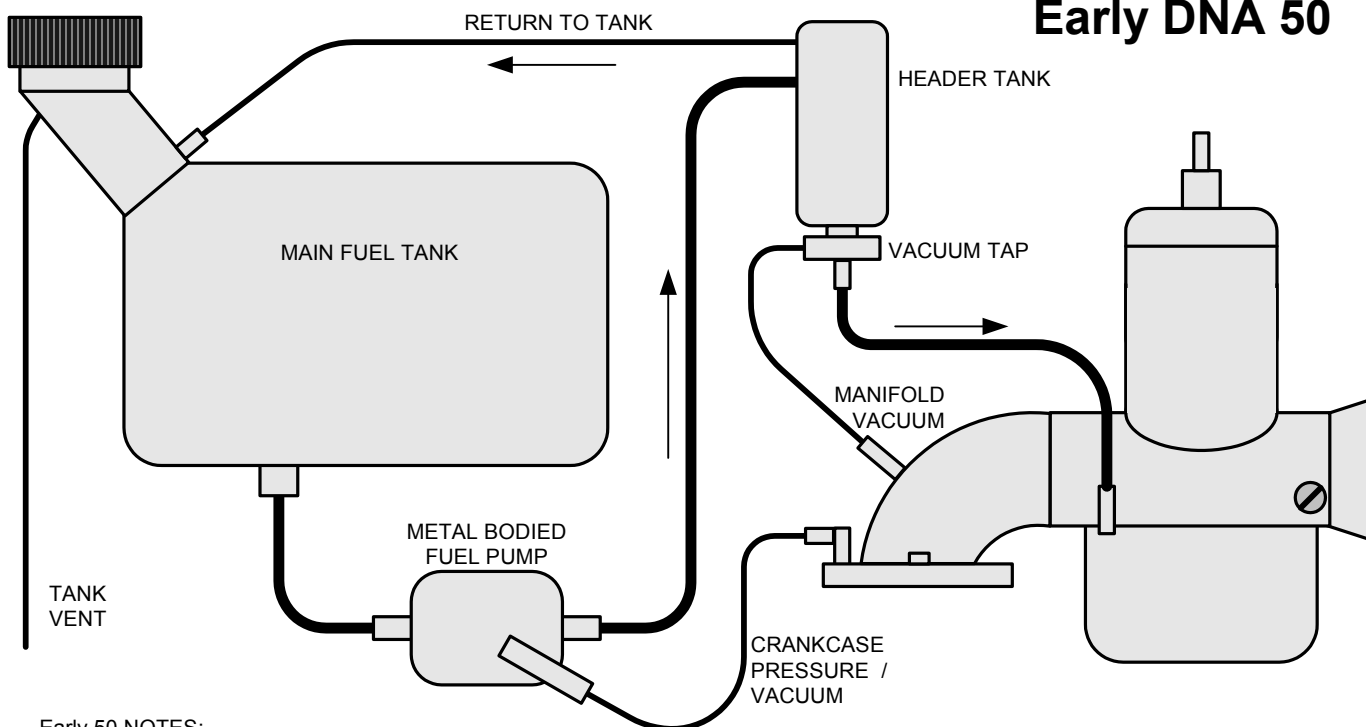 Early DNA 50
RETURN TO TANK
HEADER TANK
MAIN FUEL TANK
VACUUM TAP
MANIFOLD
VACUUM
METAL BODIED
FUEL PUMP
TANK
VENT
CRANKCASE
PRESSURE /
VACUUM
Early 50 NOTES: